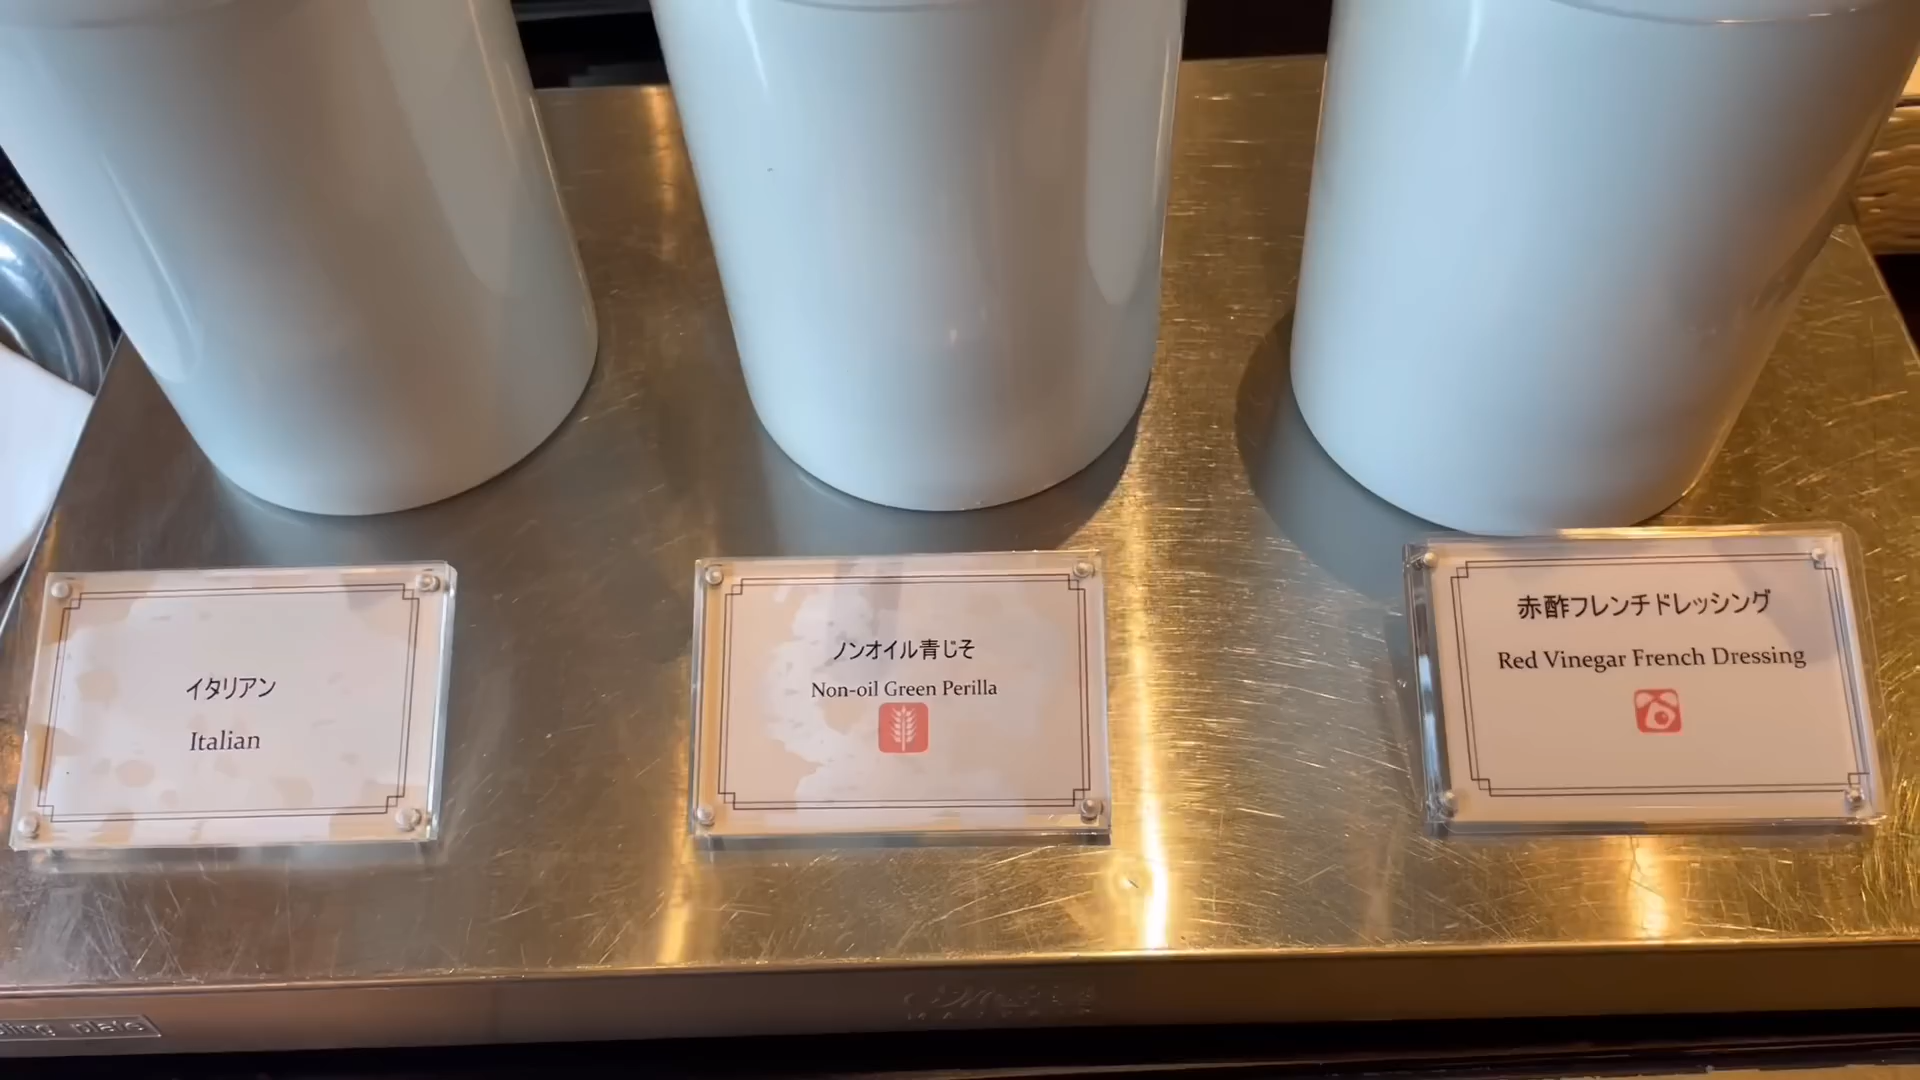 イタリアン
Italian
ノンオイル青じそ
Non-oil Green Perilla
赤酢フレンチドレッシング
Red Vinegar French Dressing
plate